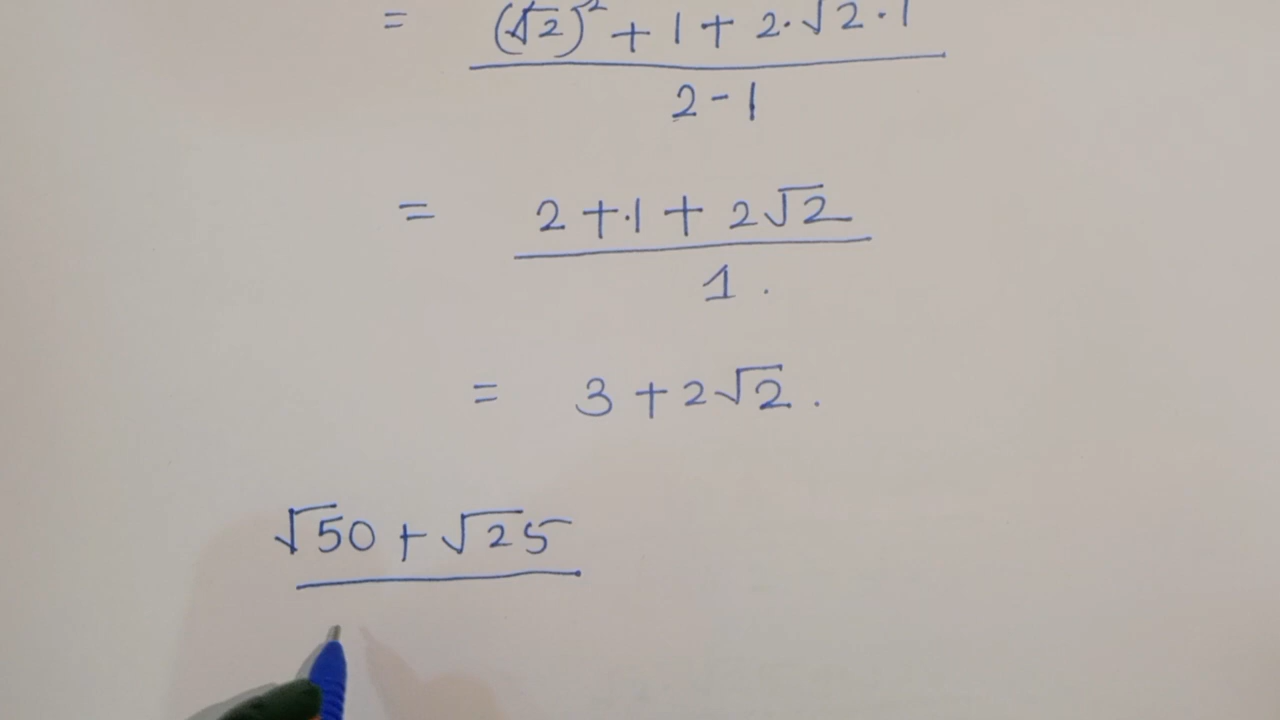 = (√2)² + 1 + 2·√2·1
2 - 1
= 2 + 1 + 2√2
1.
= 3 + 2√2.
√50 + √25